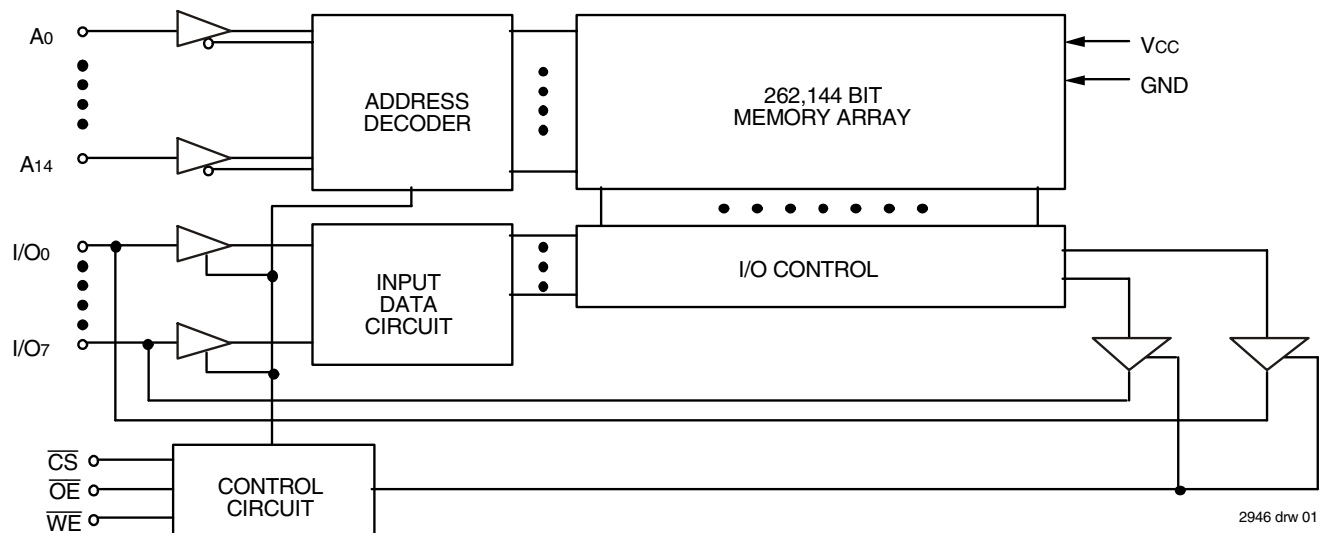 A0
VCC
GND
ADDRESS
DECODER
262,144 BIT
MEMORY ARRAY
A14
I/O0
INPUT
DATA
CIRCUIT
I/O CONTROL
I/O7
CS
OE
WE
CONTROL
CIRCUIT
2946 drw 01